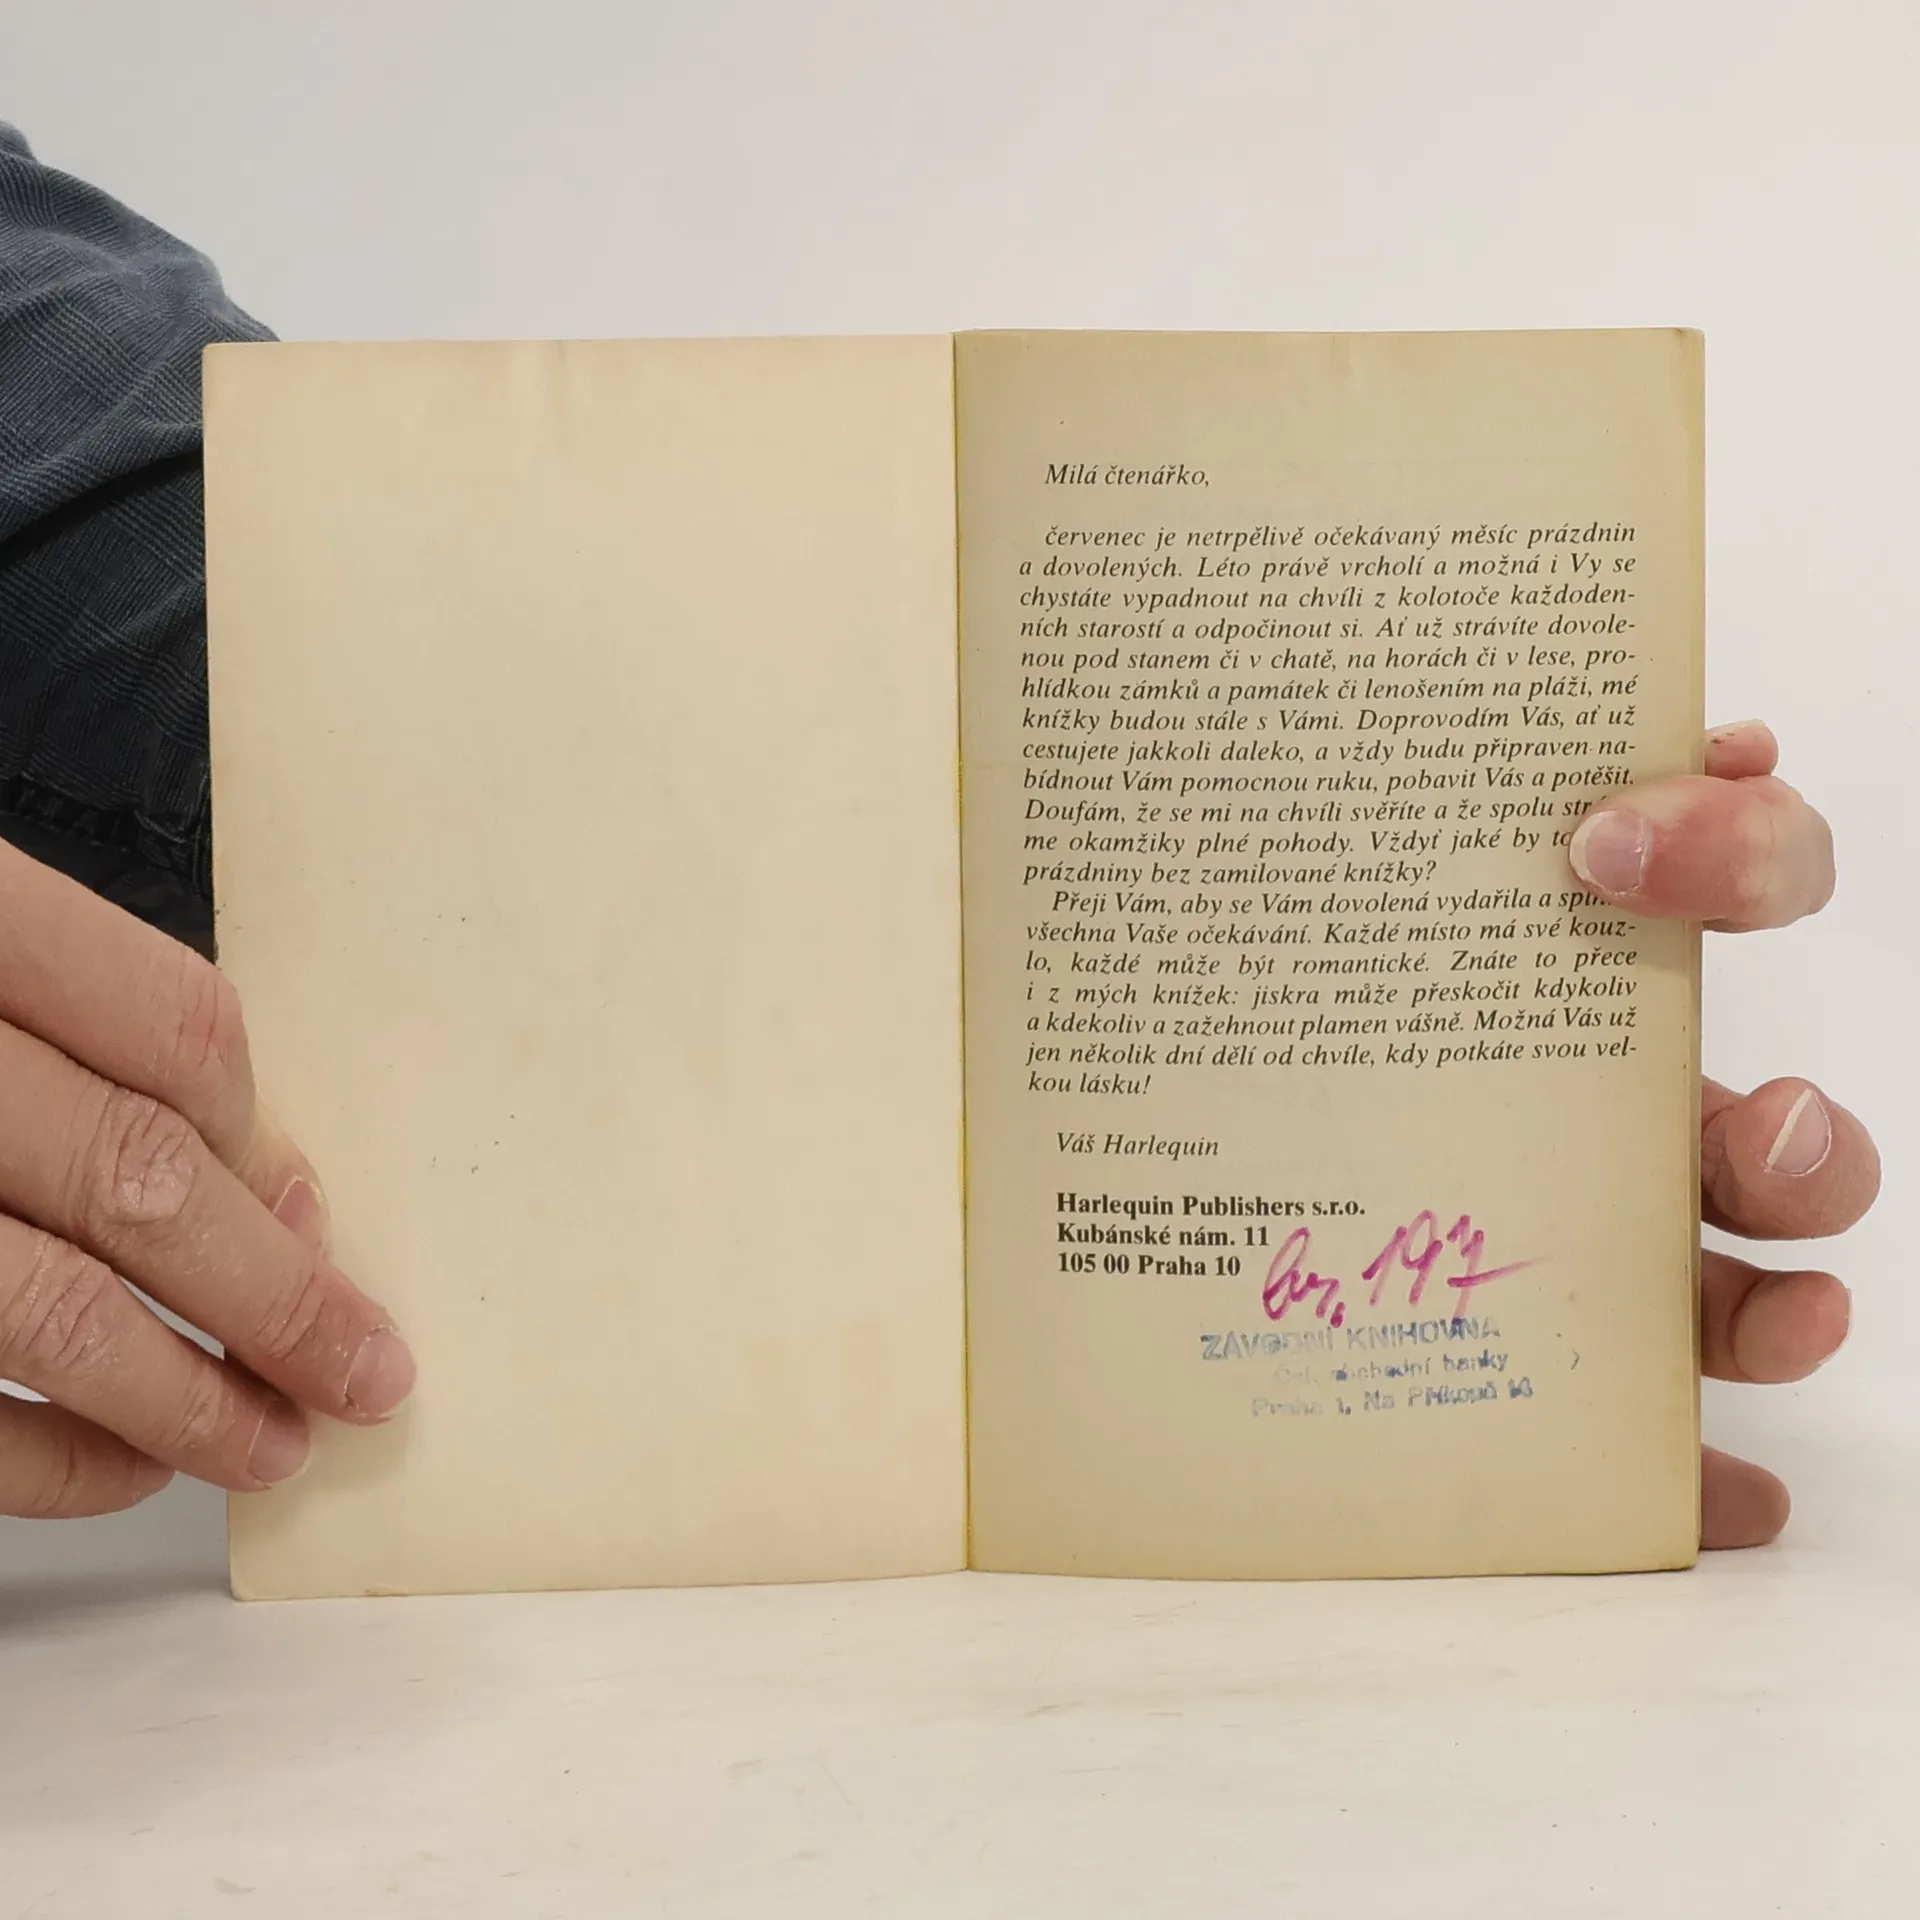 Milá čtenářko,
červenec je netrpělivě očekávaný měsíc prázdnin
a dovolených. Léto právě vrcholí a možná i Vy se
chystáte vypadnout na chvíli z kolotoče každoden-
ních starostí a odpočinout si. Ať už strávíte dovole-
nou pod stanem či v chatě, na horách či v lese, pro-
hlídkou zámků a památek či lenošením na pláži, mé
knížky budou stále s Vámi. Doprovodím Vás, ať už
cestujete jakkoli daleko, a vždy budu připraven na-
bídnout Vám pomocnou ruku, pobavit Vás a potěšit.
Doufám, že se mi na chvíli svěříte a že spolu
me okamžiky plné pohody. Vždyť jaké by
prázdniny bez zamilované knížky?
Přeji Vám, aby se Vám dovolená vydařila a
všechna Vaše očekávání. Každé místo má své kouz-
lo, každé může být romantické. Znáte to přece
i z mých knížek: jiskra může přeskočit kdykoliv
a kdekoliv a zažehnout plamen vášně. Možná Vás už
jen několik dní dělí od chvíle, kdy potkáte svou vel-
kou lásku!
Váš Harlequin
Harlequin Publishers s.r.o.
Kubánské nám. 11
105 00 Praha 10
197
ZÁVODNÍ KNIHOVNA
obchodní banky
Praha 1, Na Příkopě